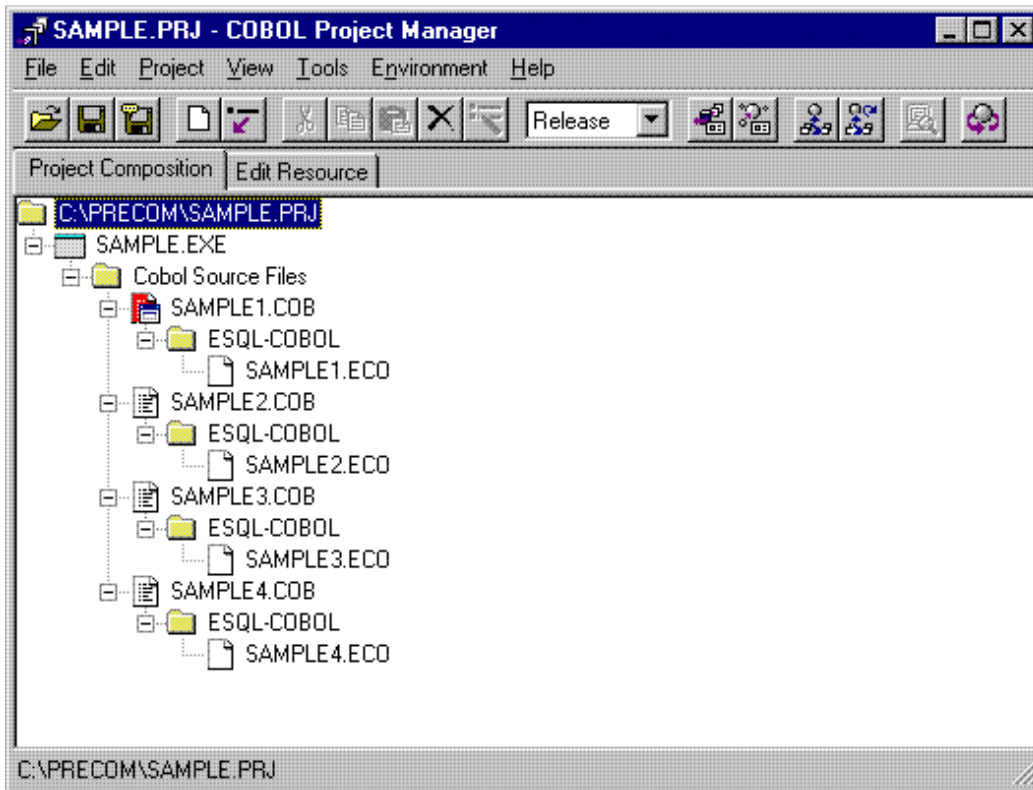 SAMPLE.PRJ - COBOL Project Manager
File Edit Project View Tools Environment Help
Release
Project Composition Edit Resource
C:\PRECOM\SAMPLE.PRJ
SAMPLE.EXE
Cobol Source Files
SAMPLE1.COB
ESQL-COBOL
SAMPLE1.ECO
SAMPLE2.COB
ESQL-COBOL
SAMPLE2.ECO
SAMPLE3.COB
ESQL-COBOL
SAMPLE3.ECO
SAMPLE4.COB
ESQL-COBOL
SAMPLE4.ECO
C:\PRECOM\SAMPLE.PRJ